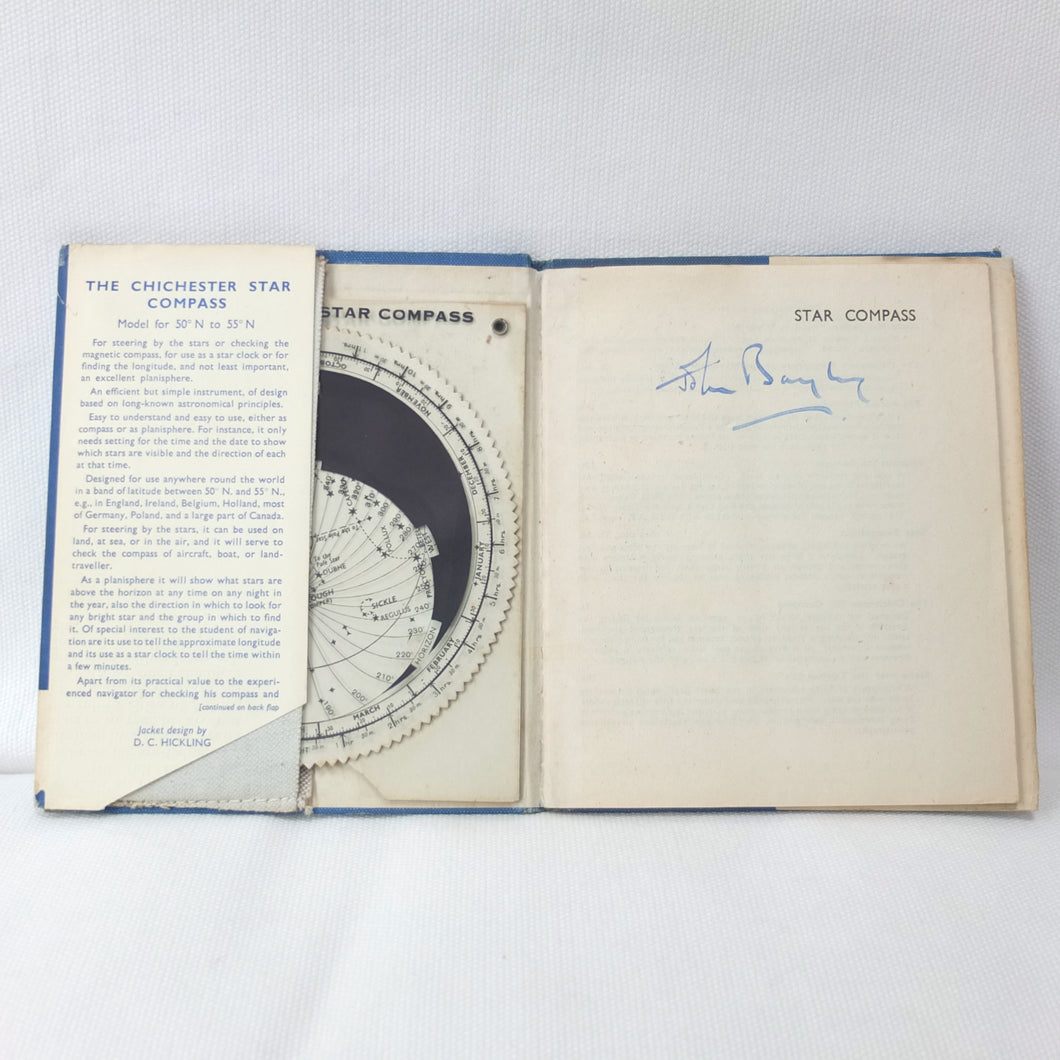 THE CHICHESTER STAR
COMPASS
Model for 50° N to 55° N
For steering by the stars or checking the
magnetic compass, for use as a star clock or for
finding the longitude, and not least important,
an excellent planisphere.
An efficient but simple instrument, of design
based on long-known astronomical principles.
Easy to understand and easy to use, either as
compass or as planisphere. For instance, it only
needs setting for the time and the date to show
which stars are visible and the direction of each
at that time.
Designed for use anywhere round the world
in a band of latitude between 50° N. and 55° N.,
e.g., in England, Ireland, Belgium, Holland, most
of Germany, Poland, and a large part of Canada.
For steering by the stars, it can be used on
land, at sea, or in the air, and it will serve to
check the compass of aircraft, boat, or land-
traveller.
As a planisphere it will show what stars are
above the horizon at any time on any night in
the year, also the direction in which to look for
any bright star and the group in which to find
it. Of special interest to the student of naviga-
tion are its use to tell the approximate longitude
and its use as a star clock to tell the time within
a few minutes.
Apart from its practical value to the experi-
enced navigator for checking his compass and
[continued on back flap
Jacket design by
D. C. HICKLING
STAR COMPASS
NOVEMBER
DECEMBER
JANUARY
FEBRUARY
MARCH
POLLUX
To the
Pole Star
SICKLE
HORIZON
240°
230°
220°
210°
200°
190°
STAR COMPASS
John